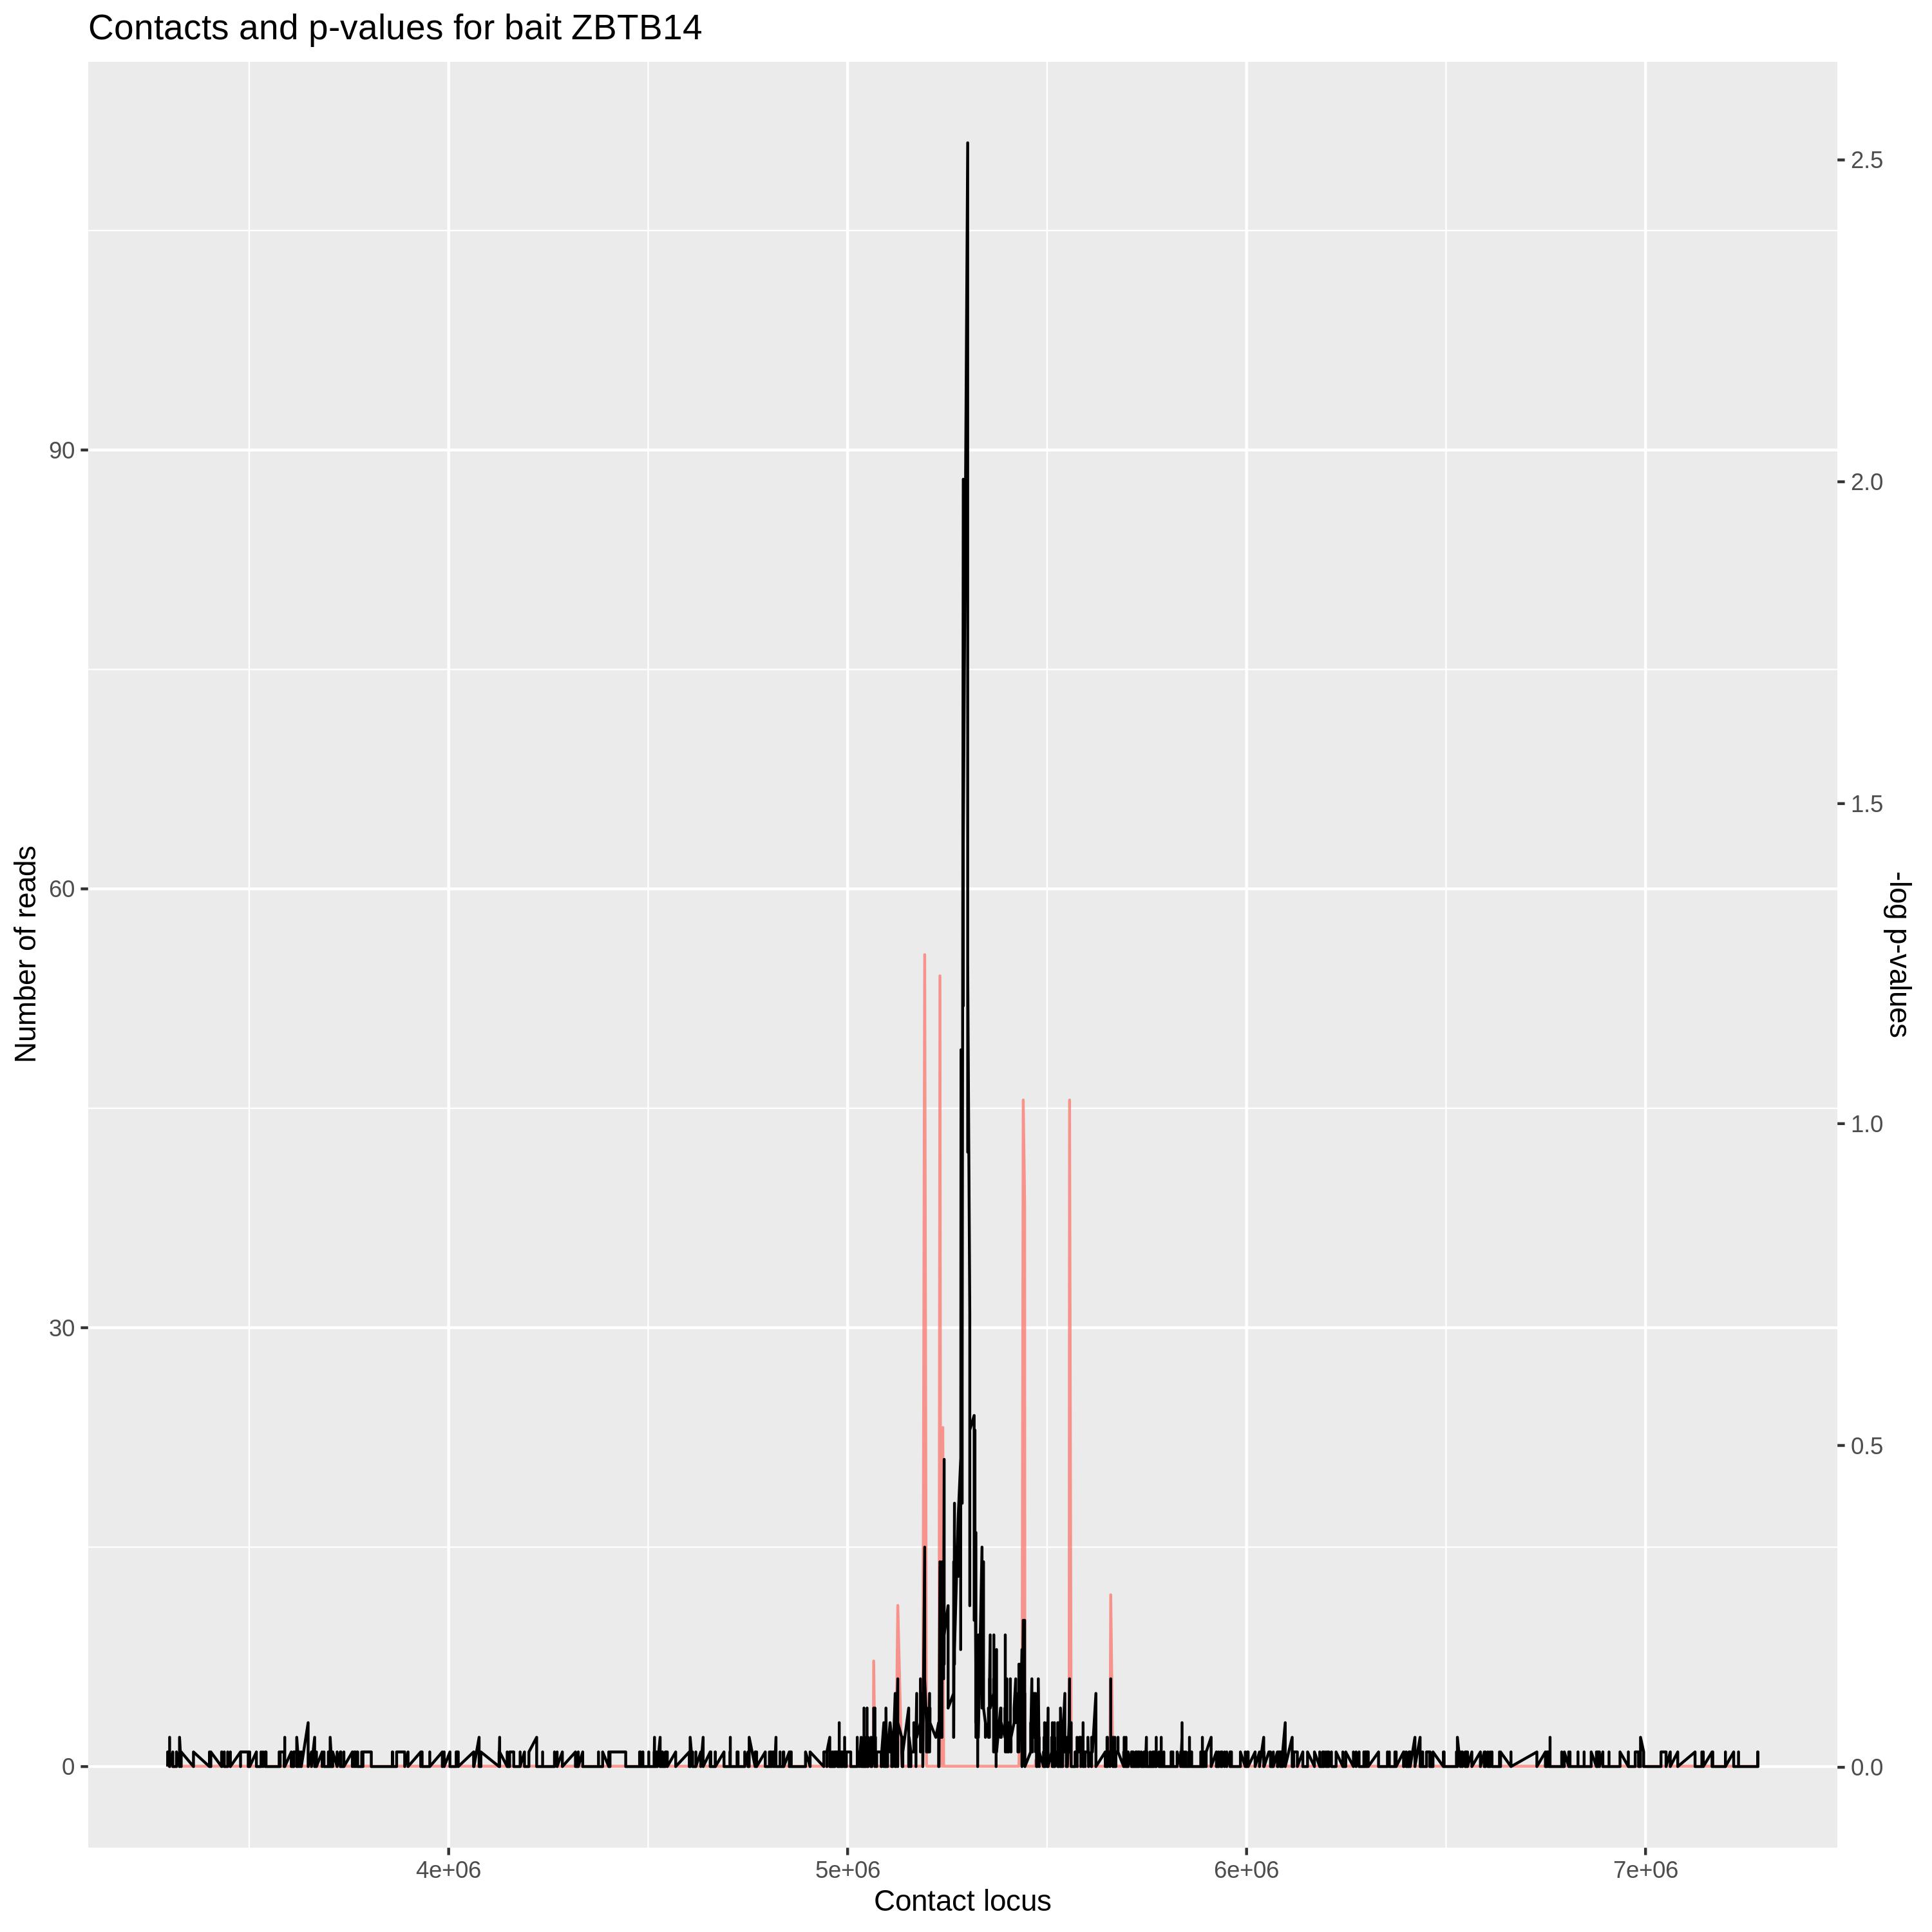 Contacts and p-values for bait ZBTB14
Number of reads
90
60
30
0
2.5
2.0
1.5
1.0
0.5
0.0
-log p-values
4e+06 5e+06 6e+06 7e+06
Contact locus